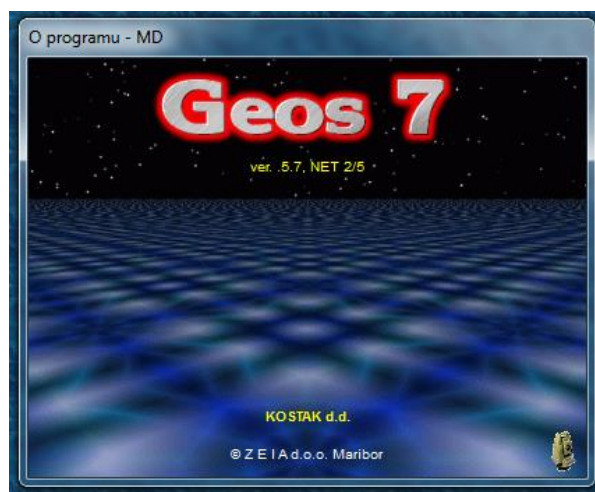 O programu - MD
Geos 7
ver. .5.7, NET 2/5
KOSTAK d.d.
© Z E I A d.o.o. Maribor